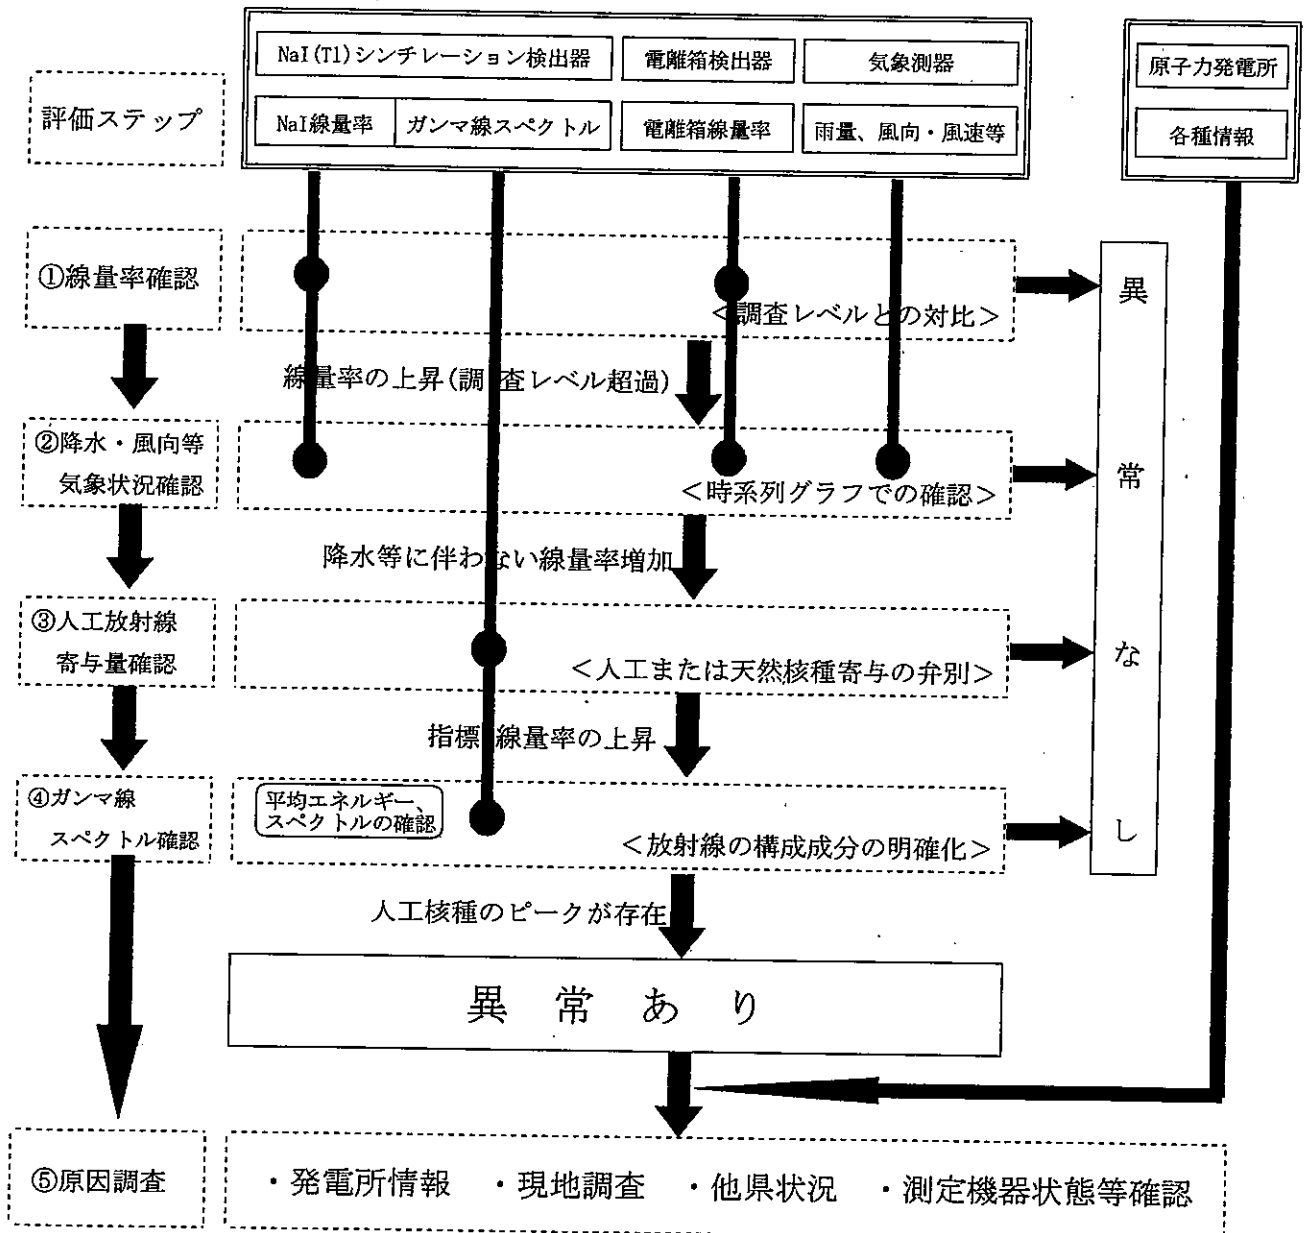 NaI(Tl)シンチレーション検出器
電離箱検出器
気象測器
原子力発電所
評価ステップ
NaI線量率
ガンマ線スペクトル
電離箱線量率
雨量、風向・風速等
各種情報
①線量率確認
<調査レベルとの対比>
線量率の上昇(調査レベル超過)
②降水・風向等
気象状況確認
<時系列グラフでの確認>
降水等に伴わない線量率増加
③人工放射線
寄与量確認
<人工または天然核種寄与の弁別>
指標線量率の上昇
④ガンマ線
スペクトル確認
平均エネルギー、
スペクトルの確認
<放射線の構成成分の明確化>
異常なし
人工核種のピークが存在
異常あり
⑤原因調査
・発電所情報 ・現地調査 ・他県状況 ・測定機器状態等確認